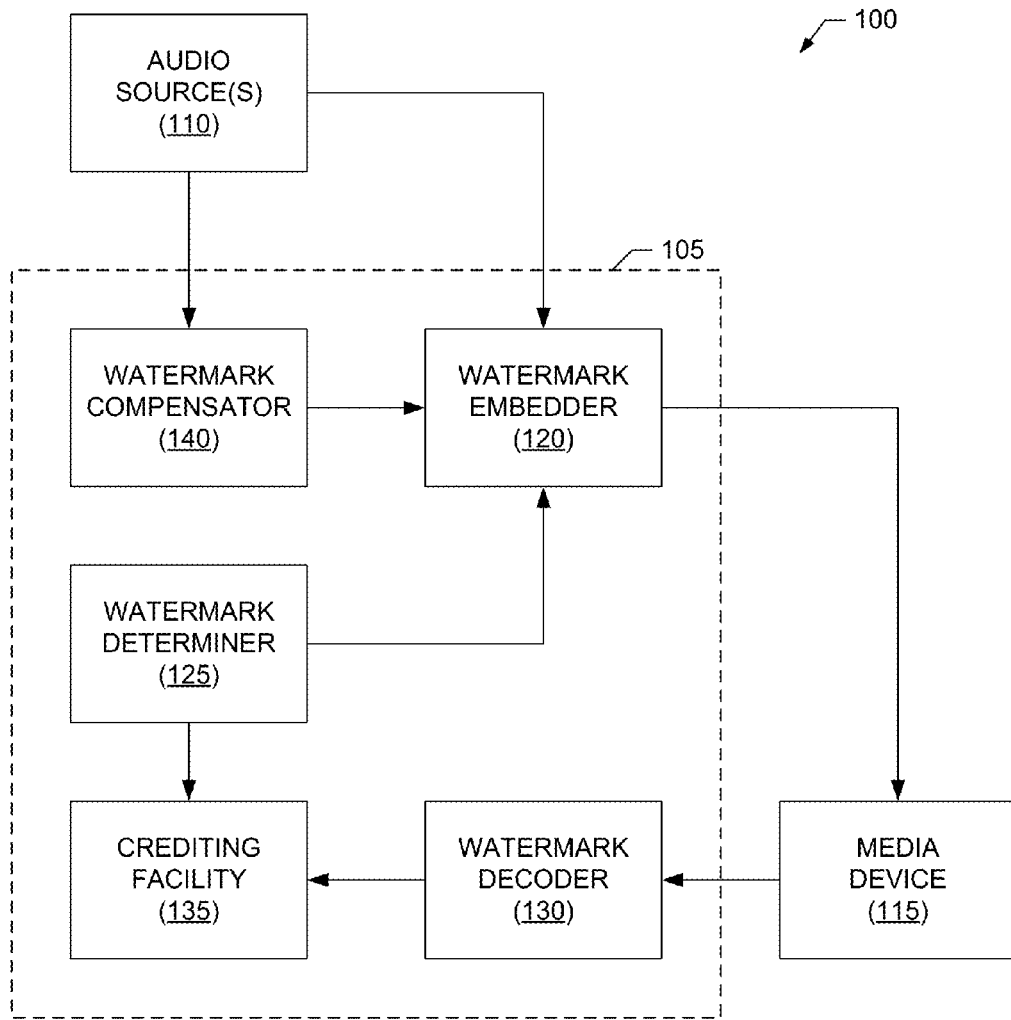 100
AUDIO
SOURCE(S)
(110)
105
WATERMARK
COMPENSATOR
(140)
WATERMARK
EMBEDDER
(120)
WATERMARK
DETERMINER
(125)
CREDITING
FACILITY
(135)
WATERMARK
DECODER
(130)
MEDIA
DEVICE
(115)